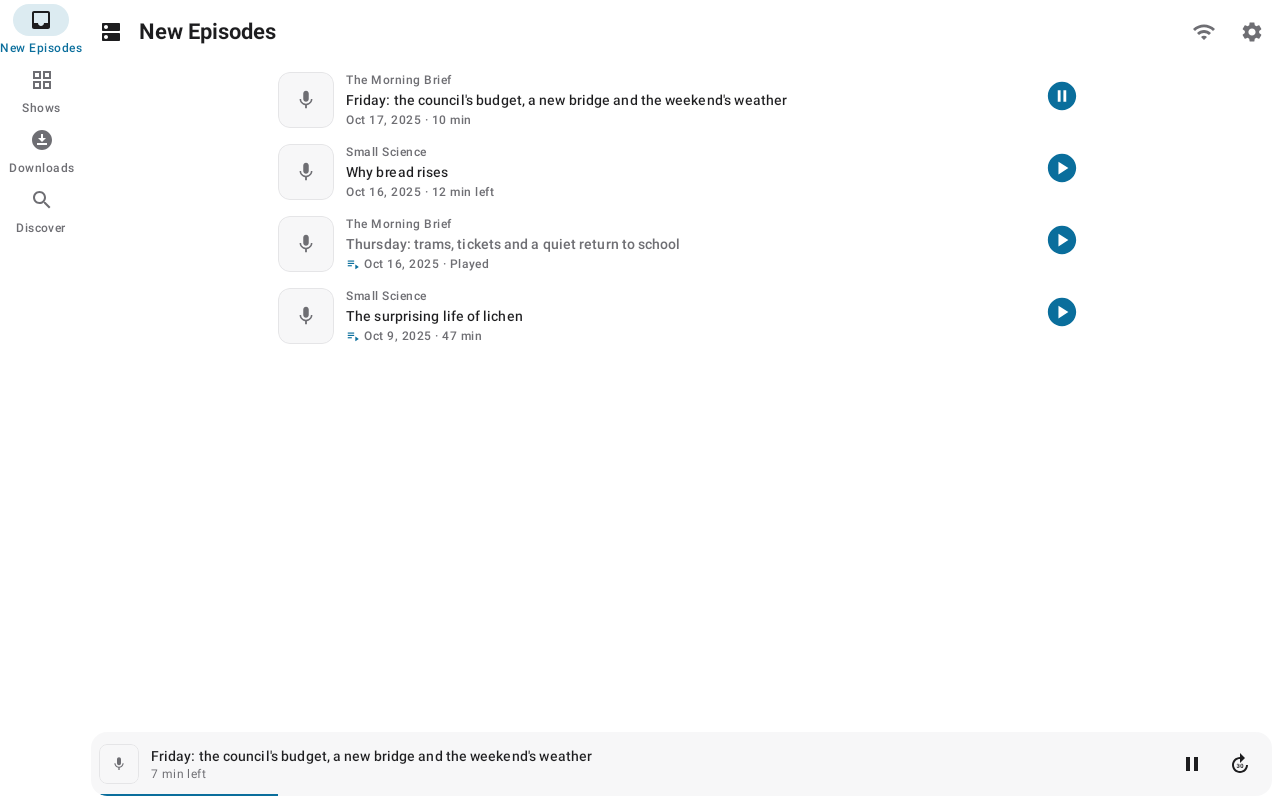 New Episodes
Shows
Downloads
Discover
New Episodes
The Morning Brief
Friday: the council's budget, a new bridge and the weekend's weather
Oct 17, 2025 · 10 min
Small Science
Why bread rises
Oct 16, 2025 · 12 min left
The Morning Brief
Thursday: trams, tickets and a quiet return to school
Oct 16, 2025 · Played
Small Science
The surprising life of lichen
Oct 9, 2025 · 47 min
Friday: the council's budget, a new bridge and the weekend's weather
7 min left
30